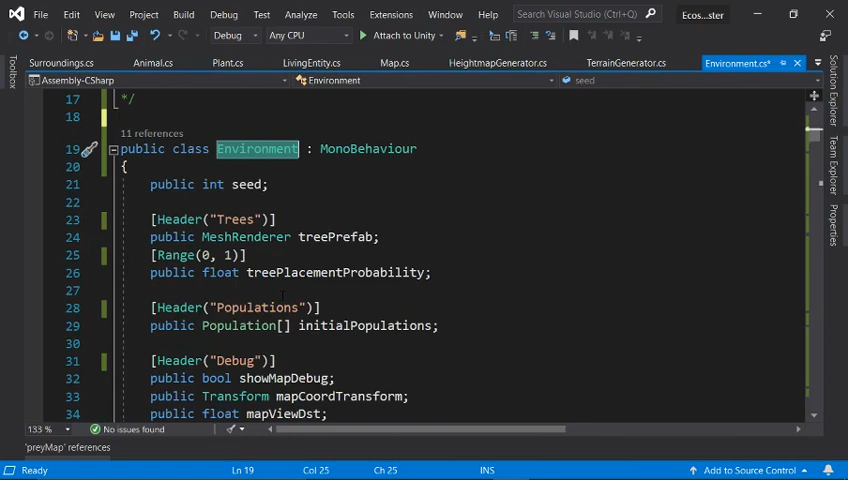 File Edit View Git Project Build Debug Test Analyze Tools Extensions Window Help Search Visual Studio (Ctrl+Q) Ecos...ster
Debug Any CPU Attach to Unity
Surroundings.cs Animal.cs Plant.cs LivingEntity.cs Map.cs HeightmapGenerator.cs TerrainGenerator.cs Environment.cs*
Assembly-CSharp Environment seed
Toolbox
Solution Explorer
Team Explorer
Properties
17 */
18
11 references
19 public class Environment : MonoBehaviour
20 {
21 public int seed;
22
23 [Header("Trees")]
24 public MeshRenderer treePrefab;
25 [Range(0, 1)]
26 public float treePlacementProbability;
27
28 [Header("Populations")]
29 public Population[] initialPopulations;
30
31 [Header("Debug")]
32 public bool showMapDebug;
33 public Transform mapCoordTransform;
34 public float mapViewDst;
133 % No issues found
'preyMap' references
Ready Ln 19 Col 25 Ch 25 INS Add to Source Control